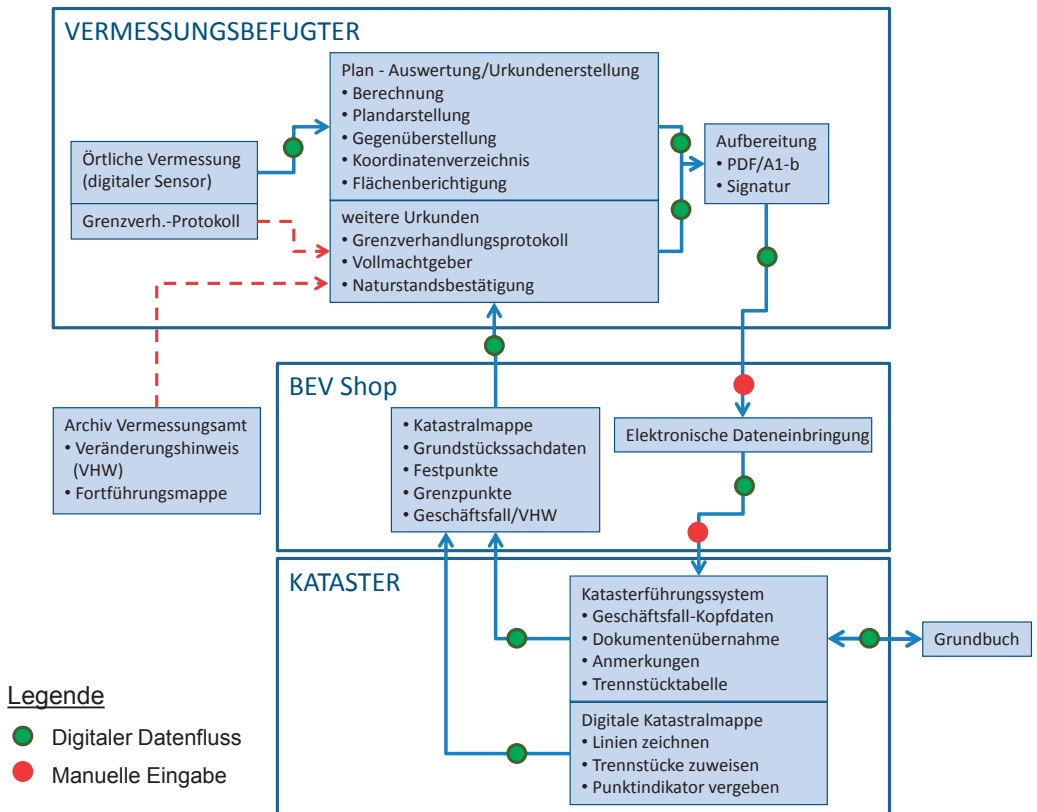 VERMESSUNGSBEFUGTER
Plan - Auswertung/Urkundenerstellung
• Berechnung
• Plandarstellung
• Gegenüberstellung
• Koordinatenverzeichnis
• Flächenberichtigung
Örtliche Vermessung
(digitaler Sensor)
Grenzverh.-Protokoll
weitere Urkunden
• Grenzverhandlungsprotokoll
• Vollmachtgeber
• Naturstandsbestätigung
Aufbereitung
• PDF/A1-b
• Signatur
BEV Shop
Archiv Vermessungsamt
• Veränderungshinweis
(VHW)
• Fortführungsmappe
• Katastralmappe
• Grundstückssachdaten
• Festpunkte
• Grenzpunkte
• Geschäftsfall/VHW
Elektronische Dateneinbringung
KATASTER
Katasterführungssystem
• Geschäftsfall-Kopfdaten
• Dokumentenübernahme
• Anmerkungen
• Trennstücktabelle
Grundbuch
Digitale Katastralmappe
• Linien zeichnen
• Trennstücke zuweisen
• Punktindikator vergeben
Legende
Digitaler Datenfluss
Manuelle Eingabe